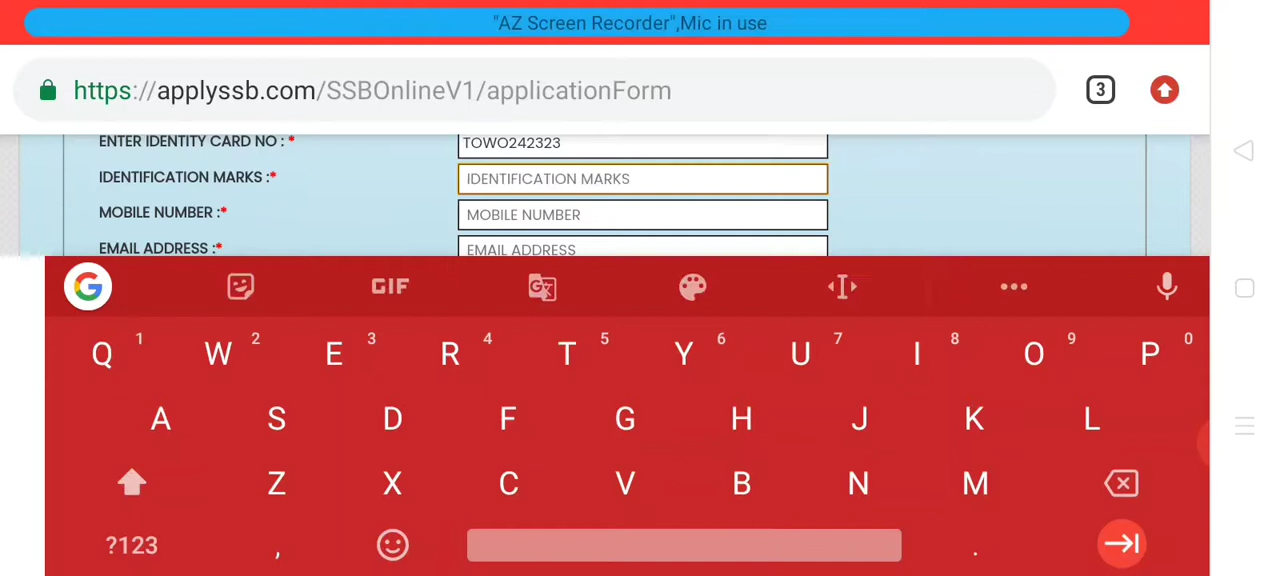 "AZ Screen Recorder",Mic in use
https://applyssb.com/SSBOnlineV1/applicationForm
3
ENTER IDENTITY CARD NO : *
TOWO242323
IDENTIFICATION MARKS :*
IDENTIFICATION MARKS
MOBILE NUMBER :*
MOBILE NUMBER
EMAIL ADDRESS :*
EMAIL ADDRESS
G GIF G
Q 1 W 2 E 3 R 4 T 5 Y 6 U 7 I 8 O 9 P 0
A S D F G H J K L
Z X C V B N M
?123 , .